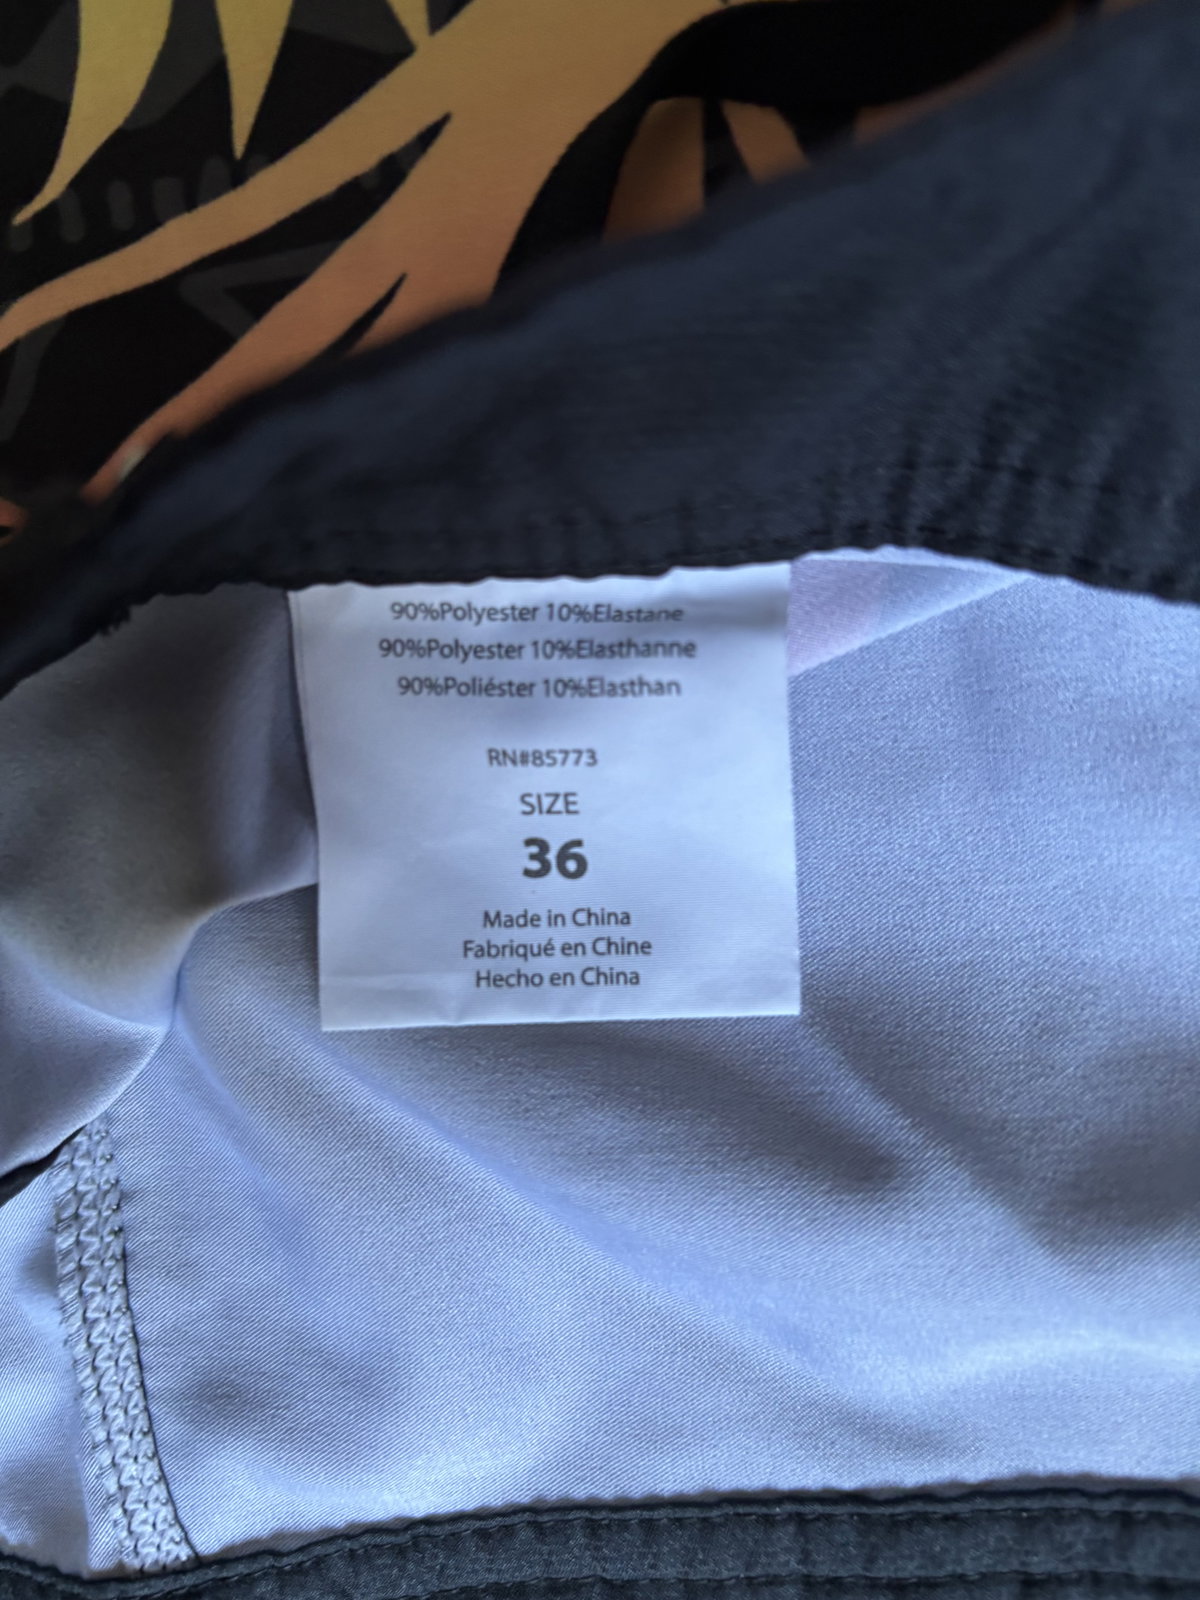 90%Polyester 10%Elastane
90%Polyester 10%Elasthanne
90%Poliéster 10%Elasthan
RN#85773
SIZE
36
Made in China
Fabriqué en Chine
Hecho en China